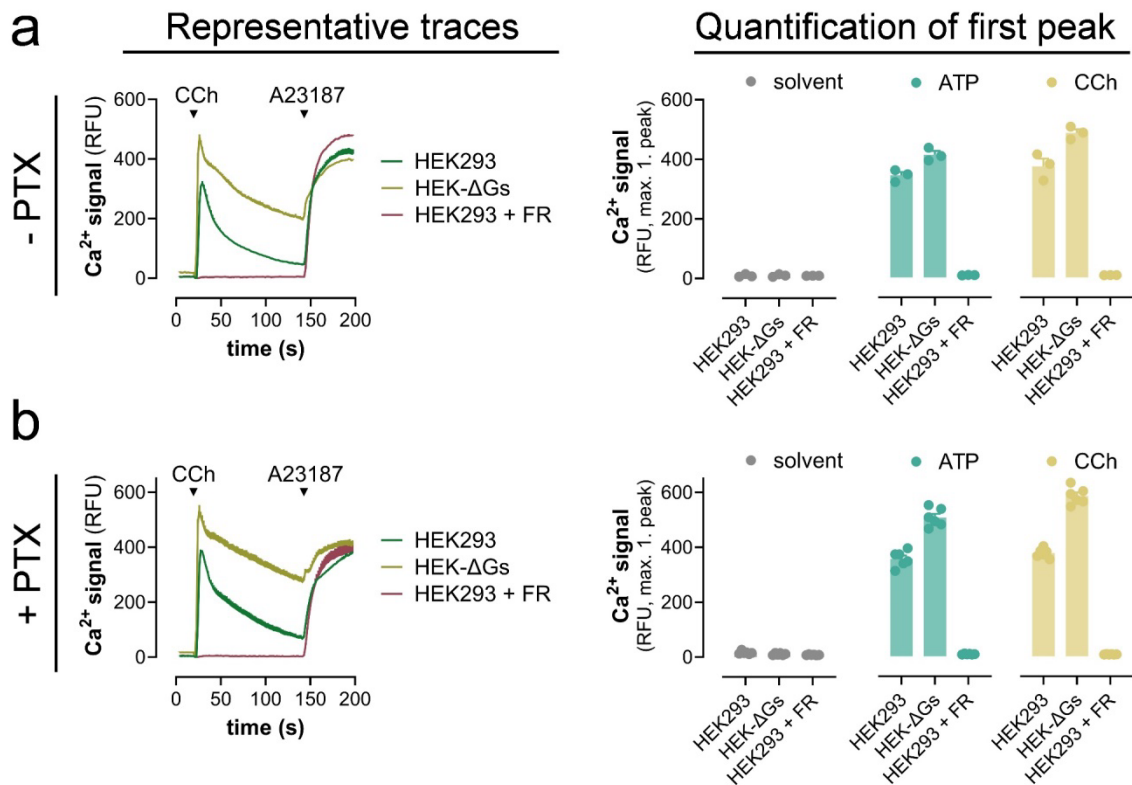 a
Representative traces
Quantification of first peak
- PTX
CCh
A23187
Ca2+ signal (RFU)
600
400
200
0
0 50 100 150 200
time (s)
HEK293
HEK-ΔGs
HEK293 + FR
solvent
ATP
CCh
Ca2+ signal
(RFU, max. 1. peak)
600
400
200
0
HEK293
HEK-ΔGs
HEK293 + FR
HEK293
HEK-ΔGs
HEK293 + FR
HEK293
HEK-ΔGs
HEK293 + FR
b
+ PTX
CCh
A23187
Ca2+ signal (RFU)
600
400
200
0
0 50 100 150 200
time (s)
HEK293
HEK-ΔGs
HEK293 + FR
solvent
ATP
CCh
Ca2+ signal
(RFU, max. 1. peak)
600
400
200
0
HEK293
HEK-ΔGs
HEK293 + FR
HEK293
HEK-ΔGs
HEK293 + FR
HEK293
HEK-ΔGs
HEK293 + FR